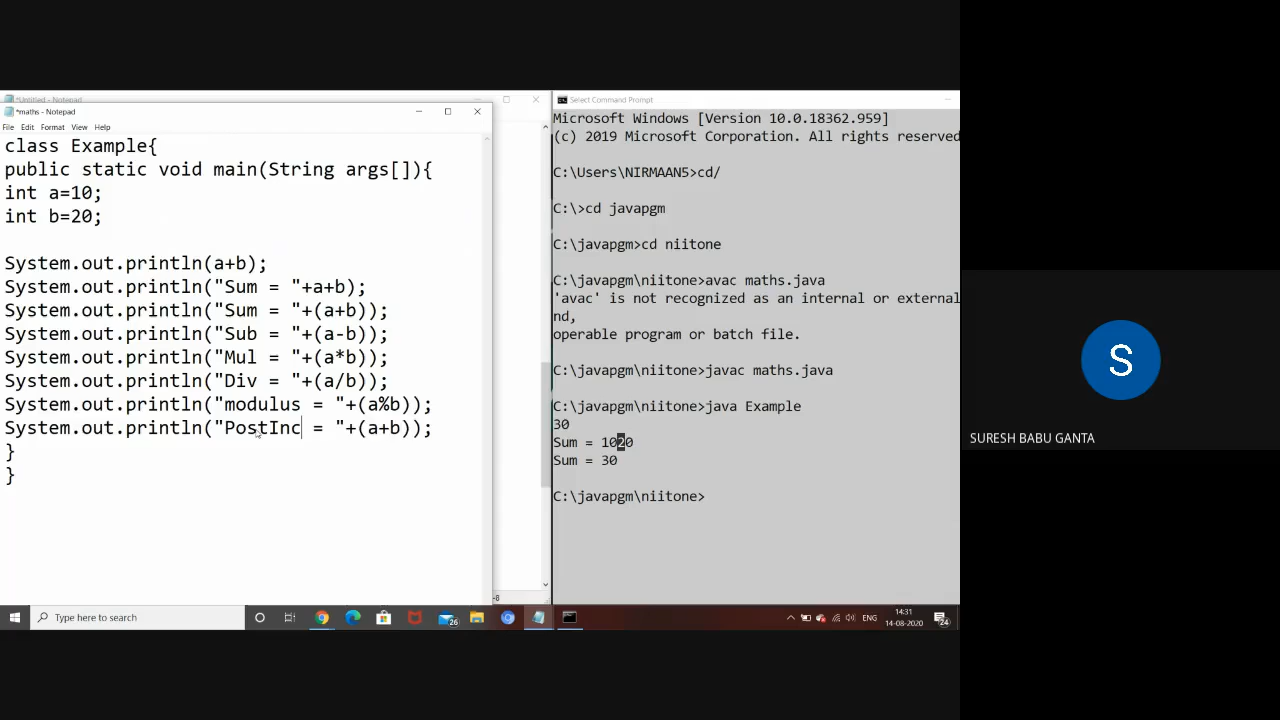 *Untitled - Notepad
*maths - Notepad
File Edit Format View Help
class Example{
public static void main(String args[]){
int a=10;
int b=20;
System.out.println(a+b);
System.out.println("Sum = "+a+b);
System.out.println("Sum = "+(a+b));
System.out.println("Sub = "+(a-b));
System.out.println("Mul = "+(a*b));
System.out.println("Div = "+(a/b));
System.out.println("modulus = "+(a%b));
System.out.println("PostInc = "+(a+b));
}
}
-8
Select Command Prompt
Microsoft Windows [Version 10.0.18362.959]
(c) 2019 Microsoft Corporation. All rights reserved
C:\Users\NIRMAAN5>cd/
C:\>cd javapgm
C:\javapgm>cd niitone
C:\javapgm\niitone>avac maths.java
'avac' is not recognized as an internal or external
nd,
operable program or batch file.
C:\javapgm\niitone>javac maths.java
C:\javapgm\niitone>java Example
30
Sum = 1020
Sum = 30
C:\javapgm\niitone>
S
SURESH BABU GANTA
Type here to search
26
ENG
14:31
14-08-2020
24